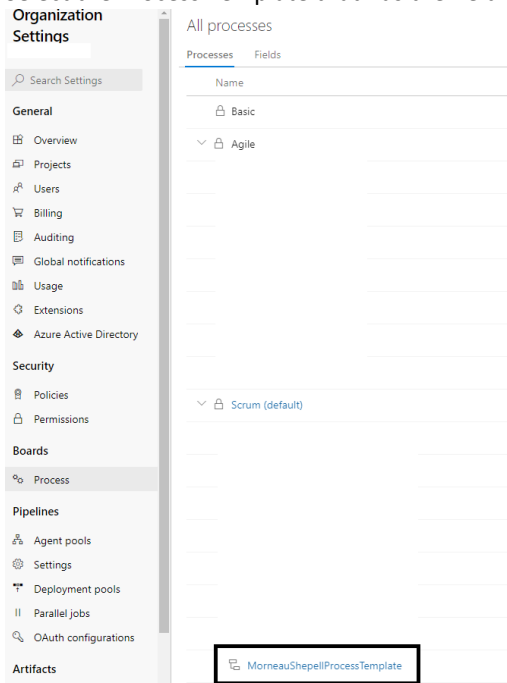 Organization
Settings
Search Settings
General
Overview
Projects
Users
Billing
Auditing
Global notifications
Usage
Extensions
Azure Active Directory
Security
Policies
Permissions
Boards
Process
Pipelines
Agent pools
Settings
Deployment pools
Parallel jobs
OAuth configurations
Artifacts
All processes
Processes Fields
Name
Basic
Agile
Scrum (default)
MorneauShepellProcessTemplate